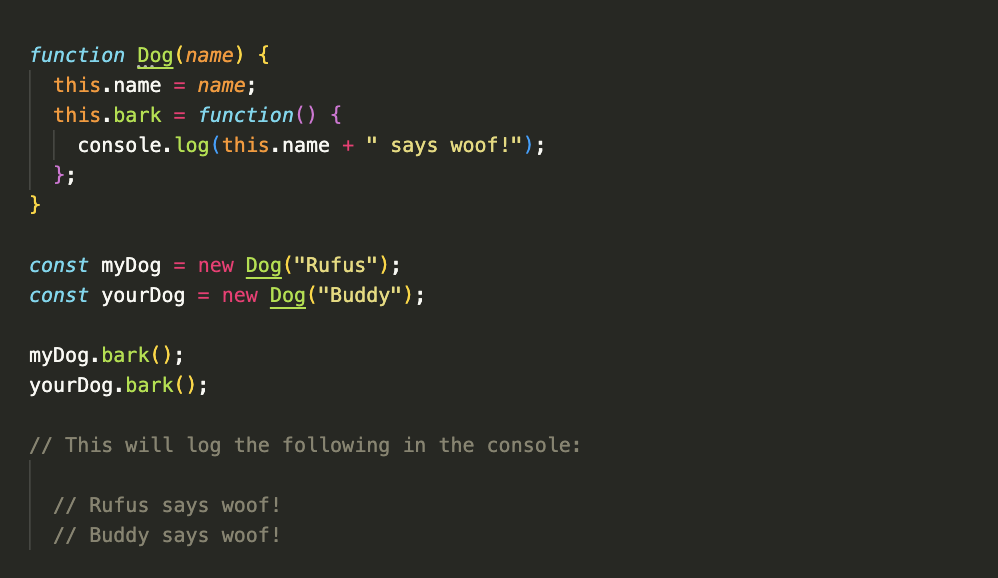 function Dog(name) {
  this.name = name;
  this.bark = function() {
    console.log(this.name + " says woof!");
  };
}

const myDog = new Dog("Rufus");
const yourDog = new Dog("Buddy");

myDog.bark();
yourDog.bark();

// This will log the following in the console:

  // Rufus says woof!
  // Buddy says woof!